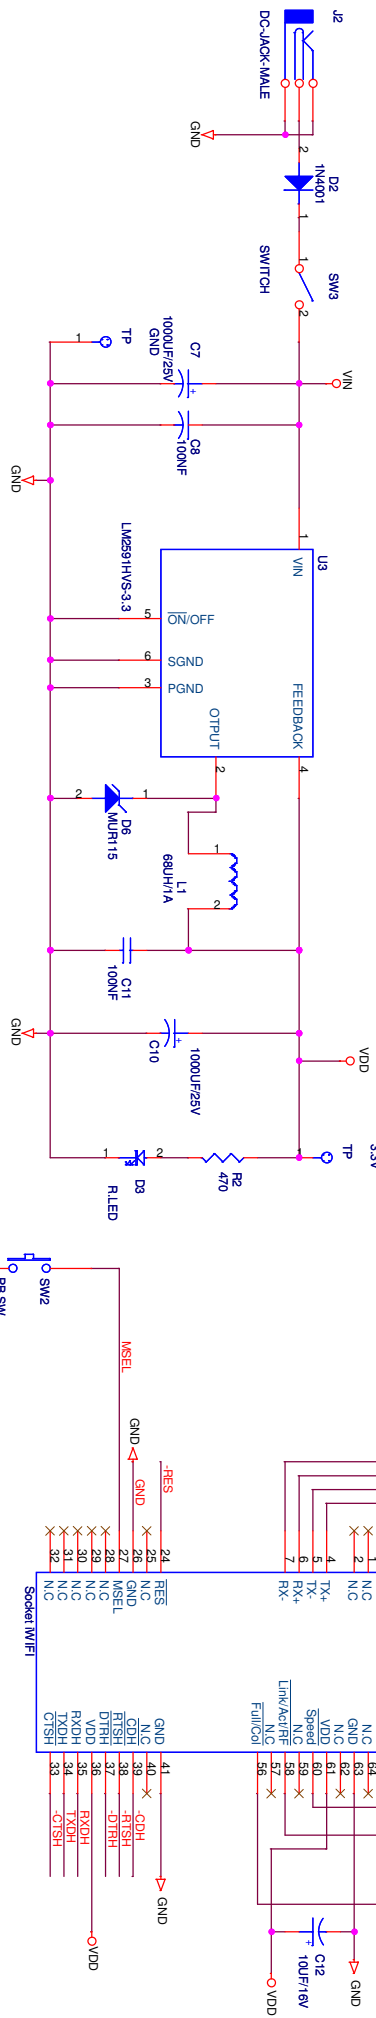 J2
DC-JACK-MALE
GND
2
D2
1N4001
1
1
SW3
SWITCH
2
TP
1
C7
1000UF/25V
GND
C8
100NF
VIN
GND
U3
LM2591HVS-3.3
1
VIN
5
ON/OFF
6
SGND
3
PGND
FEEDBACK
4
OTPUT
2
2
1
D6
MUR115
1
L1
68UH/1A
2
C11
100NF
C10
1000UF/25V
GND
VDD
1
D3
R.LED
2
R2
470
1
TP
3.3V
SW2
PB SW
MSEL
GND
GND
-RES
Socket iWiFi
1
N.C
2
N.C
4
TX+
5
TX-
6
RX+
7
RX-
24
RES
25
N.C
26
GND
27
MSEL
28
N.C
29
N.C
30
N.C
31
N.C
32
N.C
64
N.C
63
GND
62
N.C
61
VDD
60
Speed
59
N.C
58
Link/Act/RF
57
N.C
56
Full/Col
41
GND
40
N.C
39
CDH
38
RTSH
37
DTRH
36
VDD
35
RXDH
34
TXDH
33
CTSH
-CDH
-RTSH
-DTRH
RXDH
TXDH
-CTSH
GND
VDD
C12
10UF/16V
GND
VDD